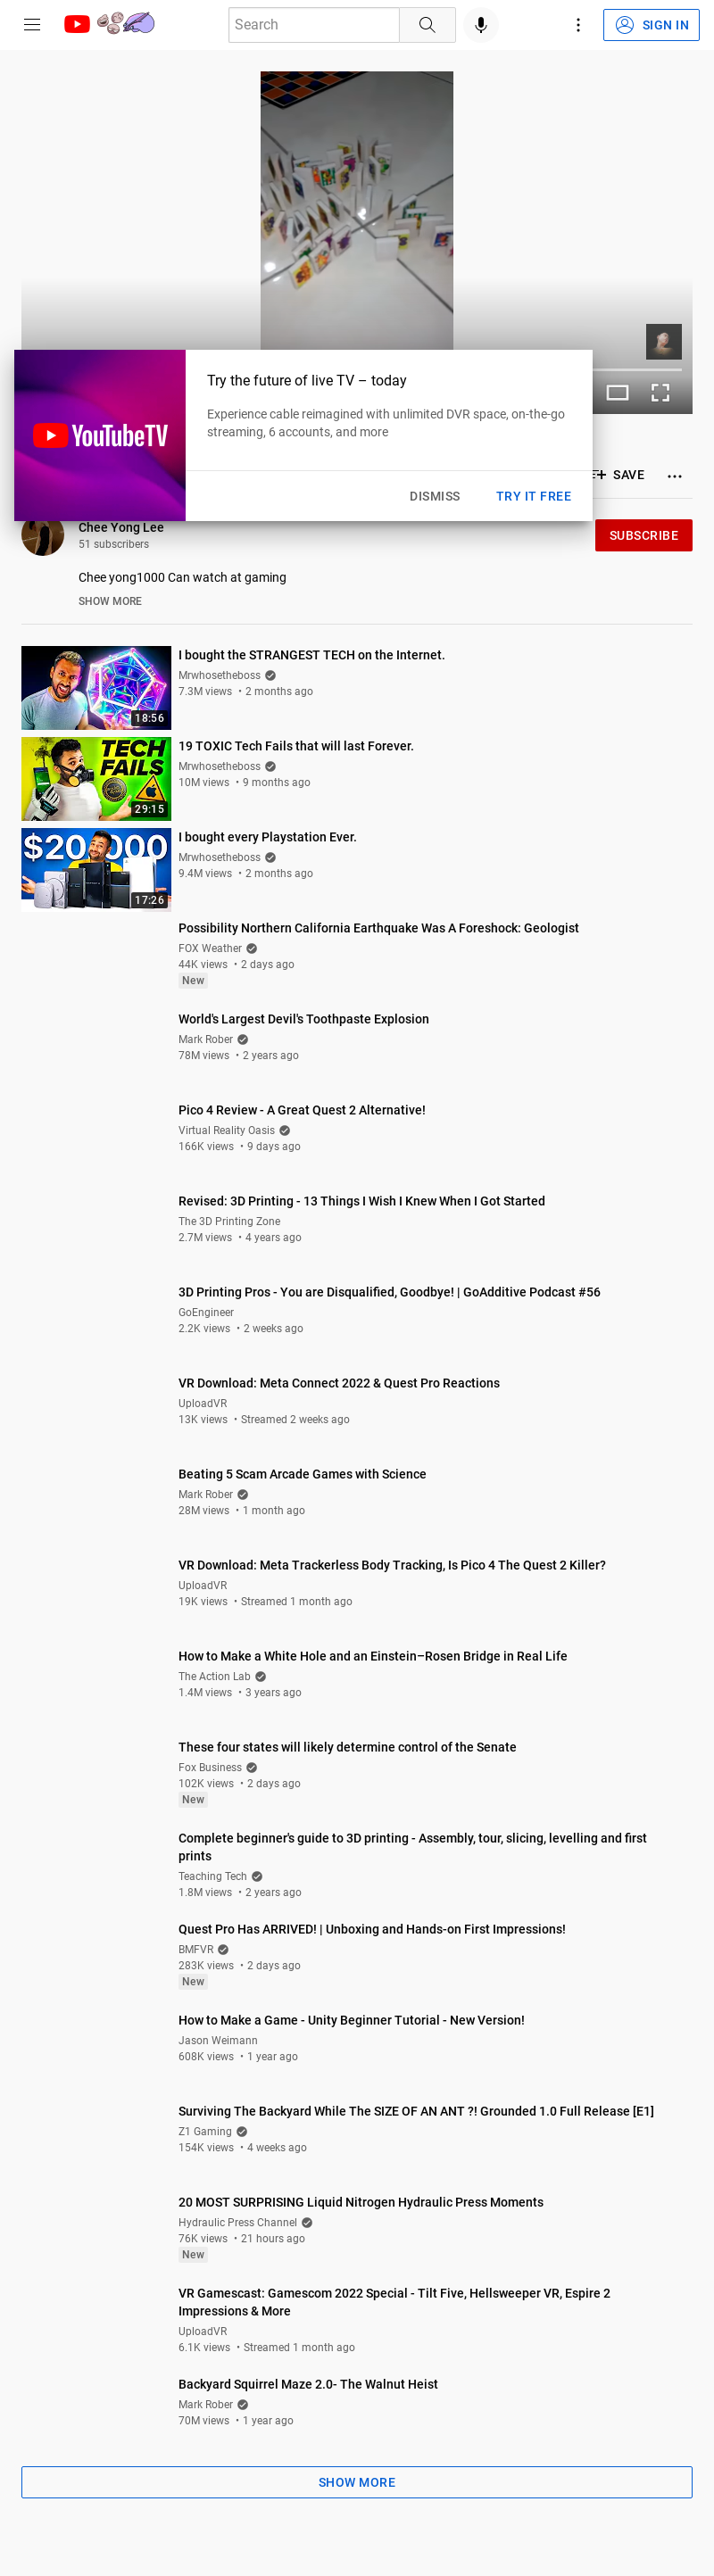 Search
SIGN IN
YouTubeTV
Try the future of live TV – today
Experience cable reimagined with unlimited DVR space, on-the-go
streaming, 6 accounts, and more
DISMISS
TRY IT FREE
SAVE
Chee Yong Lee
51 subscribers
SUBSCRIBE
Chee yong1000 Can watch at gaming
SHOW MORE
18:56
I bought the STRANGEST TECH on the Internet.
Mrwhosetheboss
7.3M views • 2 months ago
TECH
FAILS
29:15
19 TOXIC Tech Fails that will last Forever.
Mrwhosetheboss
10M views • 9 months ago
$20,000
17:26
I bought every Playstation Ever.
Mrwhosetheboss
9.4M views • 2 months ago
Possibility Northern California Earthquake Was A Foreshock: Geologist
FOX Weather
44K views • 2 days ago
New
World's Largest Devil's Toothpaste Explosion
Mark Rober
78M views • 2 years ago
Pico 4 Review - A Great Quest 2 Alternative!
Virtual Reality Oasis
166K views • 9 days ago
Revised: 3D Printing - 13 Things I Wish I Knew When I Got Started
The 3D Printing Zone
2.7M views • 4 years ago
3D Printing Pros - You are Disqualified, Goodbye! | GoAdditive Podcast #56
GoEngineer
2.2K views • 2 weeks ago
VR Download: Meta Connect 2022 & Quest Pro Reactions
UploadVR
13K views • Streamed 2 weeks ago
Beating 5 Scam Arcade Games with Science
Mark Rober
28M views • 1 month ago
VR Download: Meta Trackerless Body Tracking, Is Pico 4 The Quest 2 Killer?
UploadVR
19K views • Streamed 1 month ago
How to Make a White Hole and an Einstein–Rosen Bridge in Real Life
The Action Lab
1.4M views • 3 years ago
These four states will likely determine control of the Senate
Fox Business
102K views • 2 days ago
New
Complete beginner's guide to 3D printing - Assembly, tour, slicing, levelling and first
prints
Teaching Tech
1.8M views • 2 years ago
Quest Pro Has ARRIVED! | Unboxing and Hands-on First Impressions!
BMFVR
283K views • 2 days ago
New
How to Make a Game - Unity Beginner Tutorial - New Version!
Jason Weimann
608K views • 1 year ago
Surviving The Backyard While The SIZE OF AN ANT ?! Grounded 1.0 Full Release [E1]
Z1 Gaming
154K views • 4 weeks ago
20 MOST SURPRISING Liquid Nitrogen Hydraulic Press Moments
Hydraulic Press Channel
76K views • 21 hours ago
New
VR Gamescast: Gamescom 2022 Special - Tilt Five, Hellsweeper VR, Espire 2
Impressions & More
UploadVR
6.1K views • Streamed 1 month ago
Backyard Squirrel Maze 2.0- The Walnut Heist
Mark Rober
70M views • 1 year ago
SHOW MORE